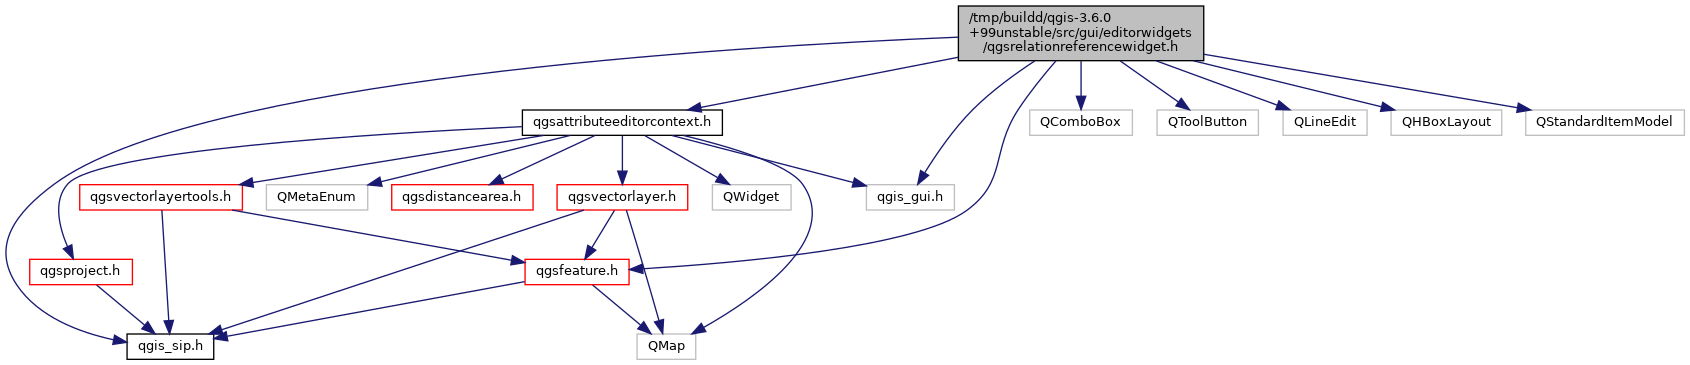 /tmp/buildd/qgis-3.6.0
+99unstable/src/gui/editorwidgets
/qgsrelationreferencewidget.h
qgsattributeeditorcontext.h
QComboBox
QToolButton
QLineEdit
QHBoxLayout
QStandardItemModel
qgsvectorlayertools.h
QMetaEnum
qgsdistancearea.h
qgsvectorlayer.h
QWidget
qgis_gui.h
qgsproject.h
qgsfeature.h
qgis_sip.h
QMap